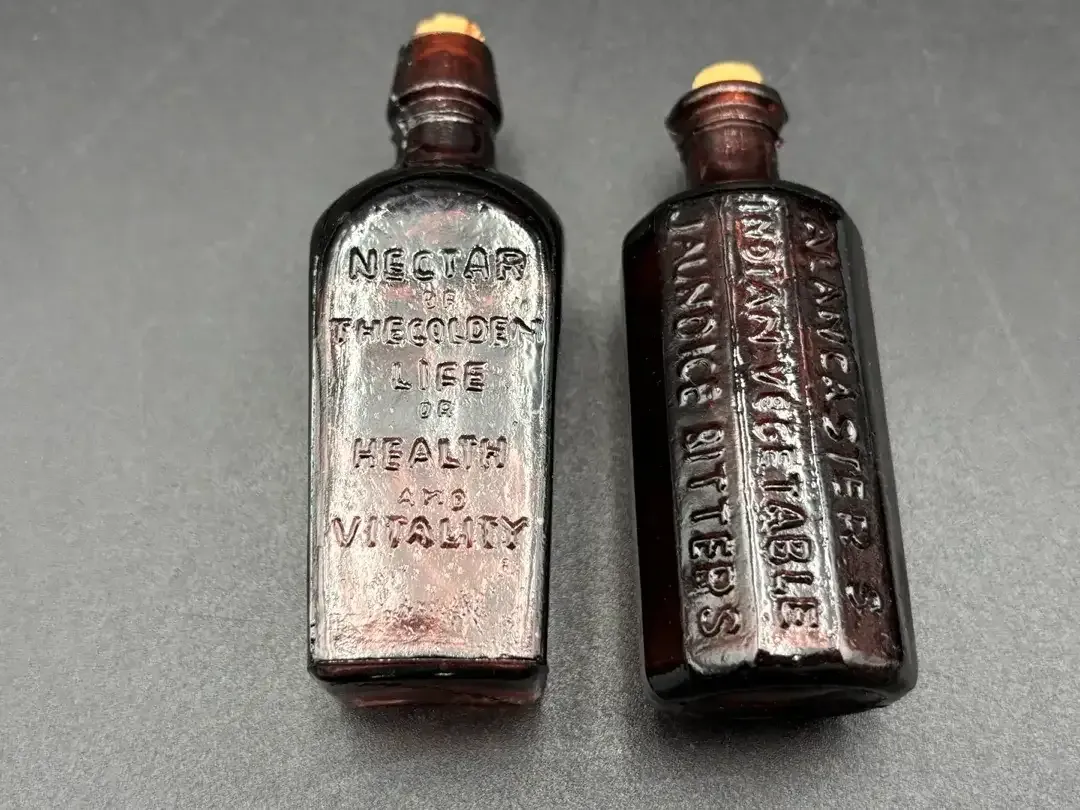 NECTAR
OF
THE GOLDEN
LIFE
OR
HEALTH
AND
VITALITY
A LANCASTER S
INDIAN VEGETABLE
JAUNDICE BITTERS